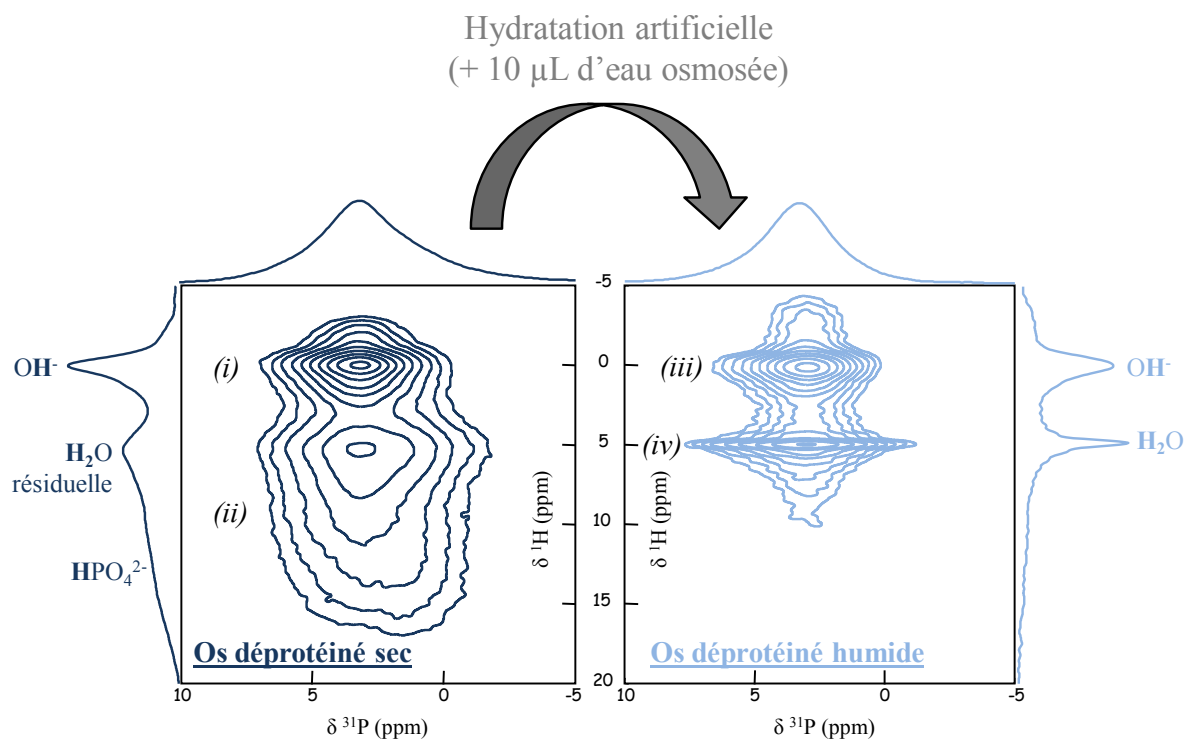 Hydratation artificielle
(+ 10 µL d’eau osmosée)
OH-
H2O
résiduelle
HPO42-
(i)
(ii)
Os déprotéiné sec
10
5
0
-5
δ 31P (ppm)
-5
0
5
10
15
20
δ 1H (ppm)
δ 1H (ppm)
(iii)
(iv)
Os déprotéiné humide
10
5
0
-5
δ 31P (ppm)
OH-
H2O